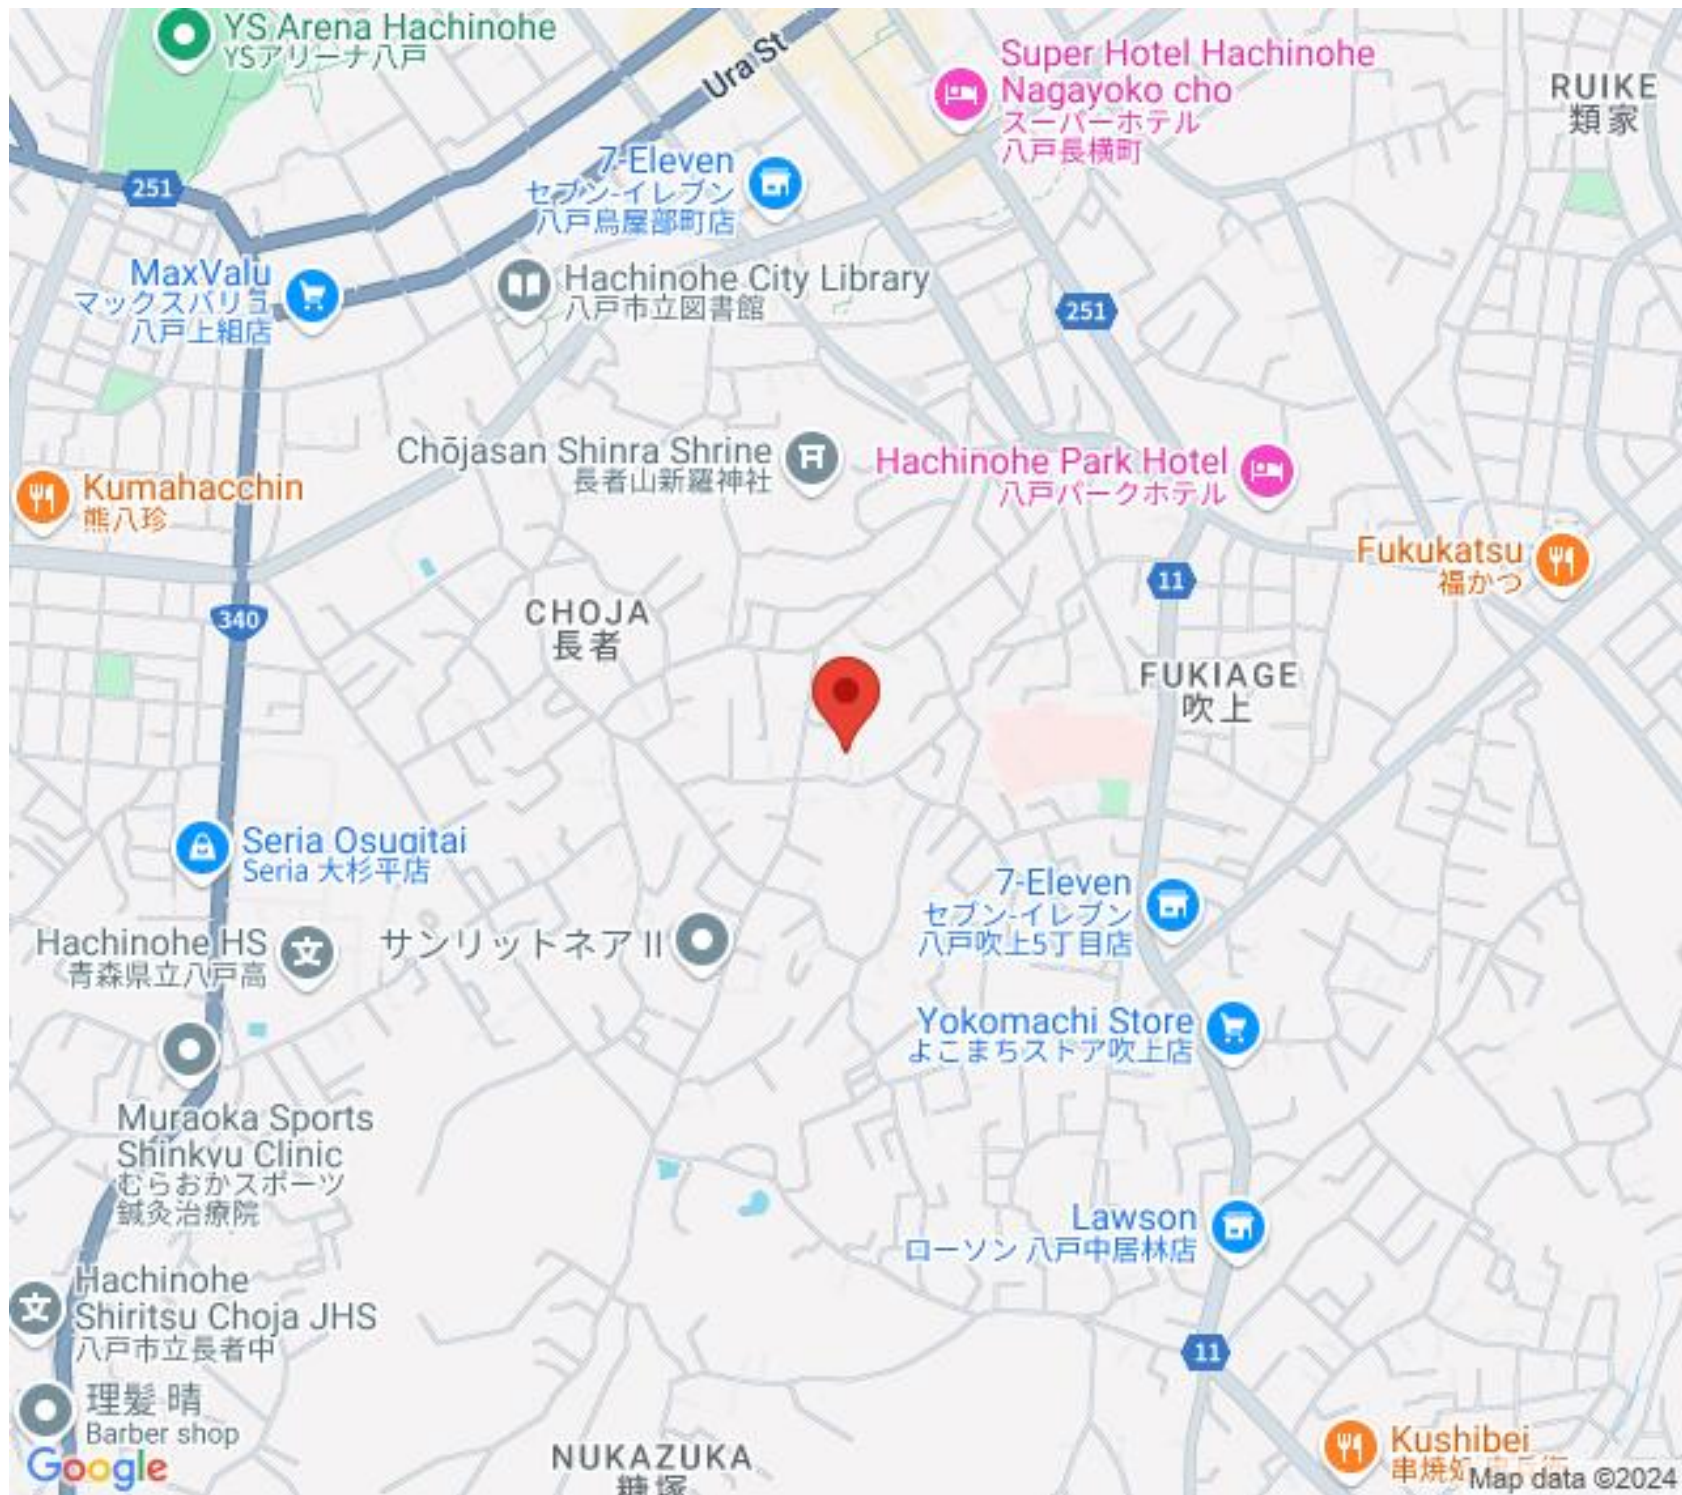 YS Arena Hachinohe
YSアリーナ八戸
Ura St
Super Hotel Hachinohe
Nagayoko cho
スーパーホテル
八戸長横町
RUIKE
類家
251
7-Eleven
セブン-イレブン
八戸鳥屋部町店
MaxValu
マックスバリュ
八戸上組店
Hachinohe City Library
八戸市立図書館
251
Chōjasan Shinra Shrine
長者山新羅神社
Hachinohe Park Hotel
八戸パークホテル
Kumahacchin
熊八珍
Fukukatsu
福かつ
11
340
CHOJA
長者
FUKIAGE
吹上
Seria Osugitai
Seria 大杉平店
7-Eleven
セブン-イレブン
八戸吹上5丁目店
Hachinohe HS
青森県立八戸高
サンリットネアⅡ
Yokomachi Store
よこまちストア吹上店
Muraoka Sports
Shinkyu Clinic
むらおかスポーツ
鍼灸治療院
Lawson
ローソン 八戸中居林店
Hachinohe
Shiritsu Choja JHS
八戸市立長者中
11
理髪 晴
Barber shop
NUKAZUKA
糠塚
Kushibei
串焼処
Google
Map data ©2024